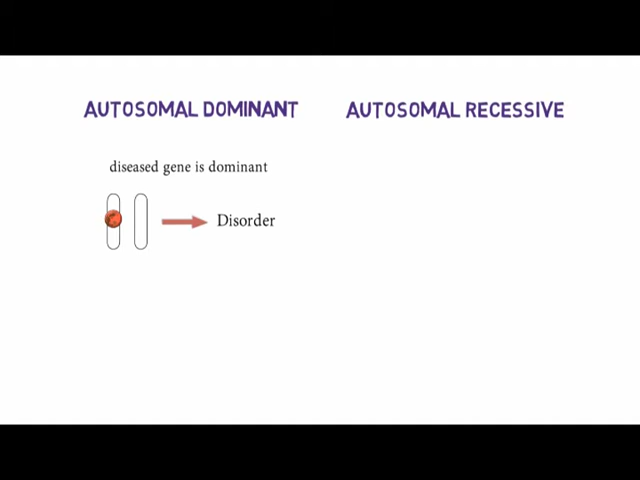 AUTOSOMAL DOMINANT
AUTOSOMAL RECESSIVE
diseased gene is dominant
Disorder